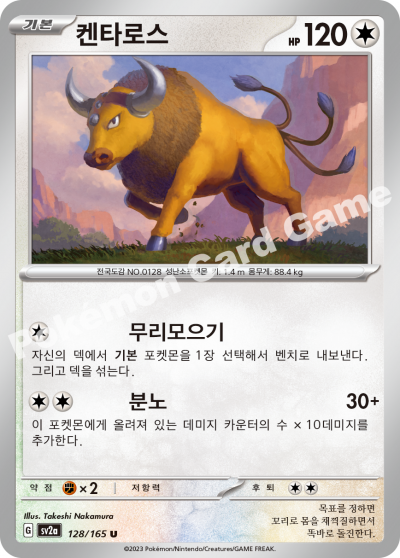 기본 켄타로스 HP 120
Pokémon Card Game
전국도감 NO.0128 성난소포켓몬 키: 1.4 m 몸무게: 88.4 kg
무리모으기
자신의 덱에서 기본 포켓몬을 1장 선택해서 벤치로 내보낸다.
그리고 덱을 섞는다.
분노 30+
이 포켓몬에게 올려져 있는 데미지 카운터의 수 ×10데미지를
추가한다.
약점 ×2 저항력 후퇴
Illus. Takeshi Nakamura
G sv2a 128/165 U
목표를 정하면
꼬리로 몸을 채찍질하면서
똑바로 돌진한다.
©2023 Pokémon/Nintendo/Creatures/GAME FREAK.